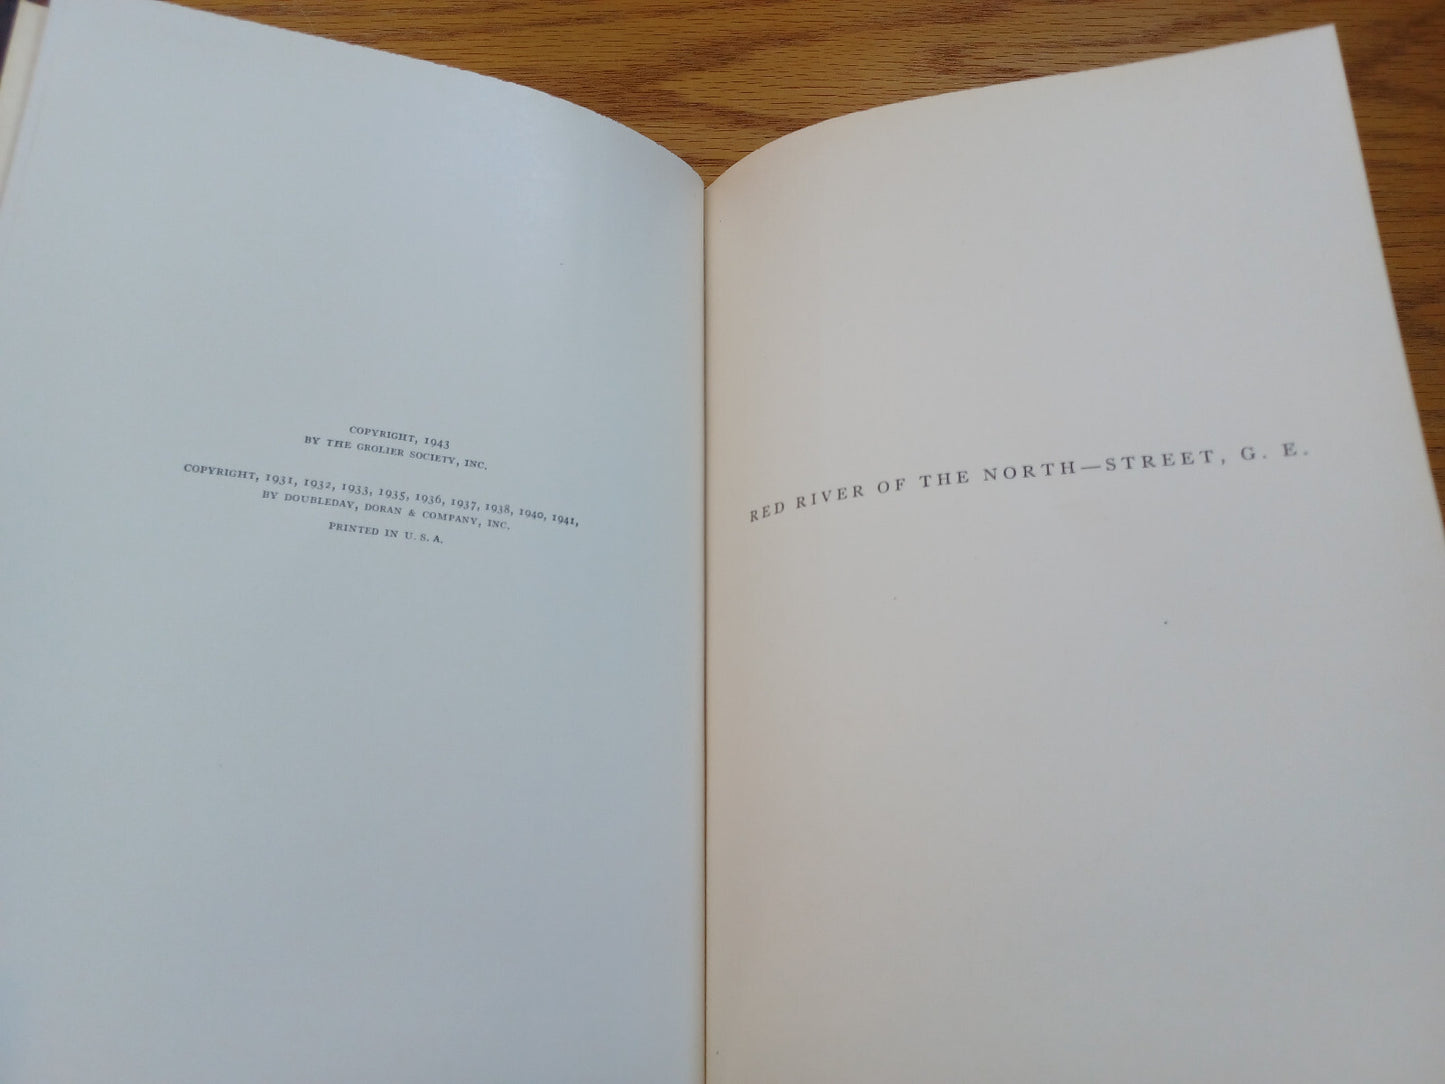 COPYRIGHT, 1943
BY THE GROLIER SOCIETY, INC.
COPYRIGHT, 1931, 1932, 1933, 1935, 1936, 1937, 1938, 1940, 1941,
BY DOUBLEDAY, DORAN & COMPANY, INC.
PRINTED IN U. S. A.
RED RIVER OF THE NORTH—STREET, G. E.